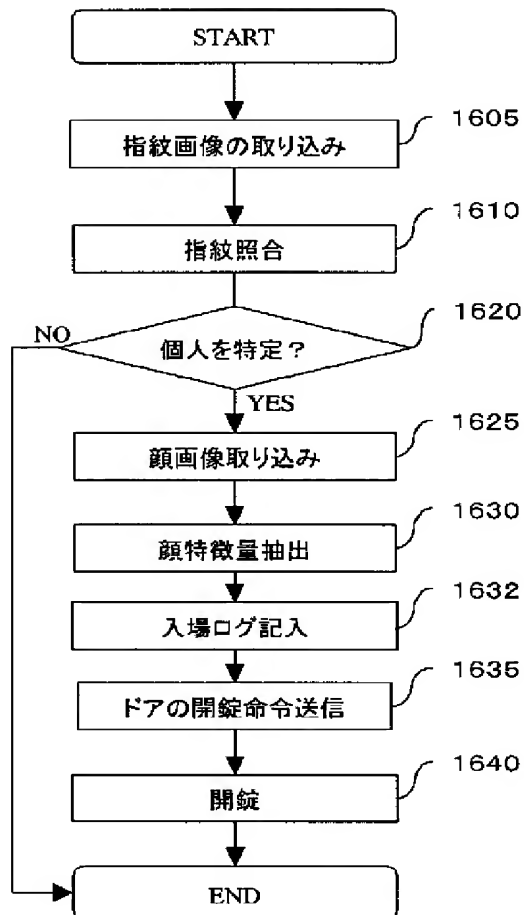 START
指紋画像の取り込み
1605
指紋照合
1610
個人を特定?
1620
NO
YES
顔画像取り込み
1625
顔特徴量抽出
1630
入場ログ記入
1632
ドアの開錠命令送信
1635
開錠
1640
END